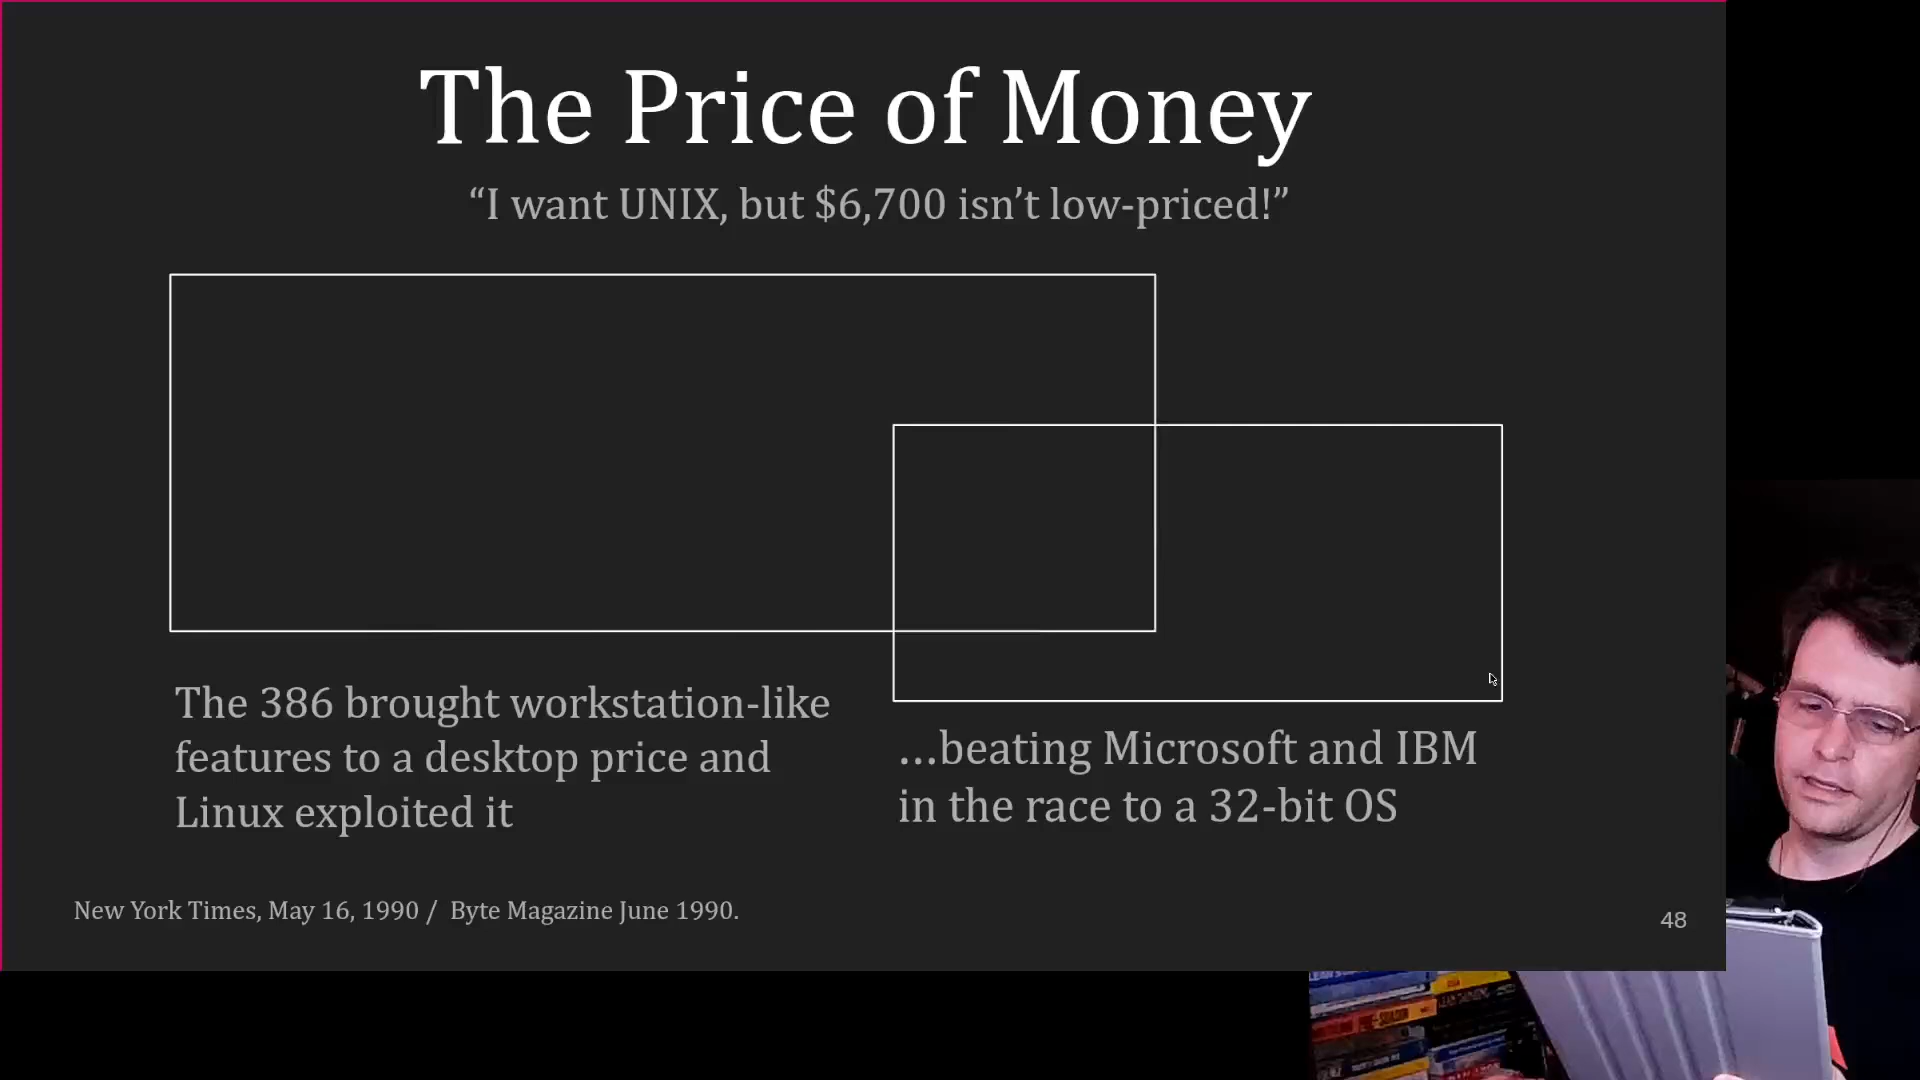 The Price of Money
“I want UNIX, but $6,700 isn’t low-priced!”
The 386 brought workstation-like
features to a desktop price and
Linux exploited it
…beating Microsoft and IBM
in the race to a 32-bit OS
New York Times, May 16, 1990 /  Byte Magazine June 1990.
48